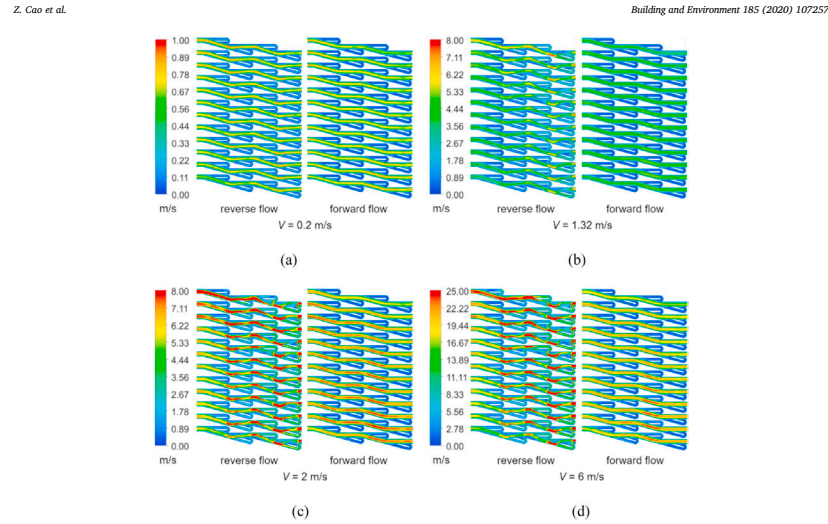 Z. Cao et al.
Building and Environment 185 (2020) 107257
1.00
0.89
0.78
0.67
0.56
0.44
0.33
0.22
0.11
0.00
m/s
reverse flow
forward flow
V = 0.2 m/s
(a)
8.00
7.11
6.22
5.33
4.44
3.56
2.67
1.78
0.89
0.00
m/s
reverse flow
forward flow
V = 1.32 m/s
(b)
8.00
7.11
6.22
5.33
4.44
3.56
2.67
1.78
0.89
0.00
m/s
reverse flow
forward flow
V = 2 m/s
(c)
25.00
22.22
19.44
16.67
13.89
11.11
8.33
5.56
2.78
0.00
m/s
reverse flow
forward flow
V = 6 m/s
(d)